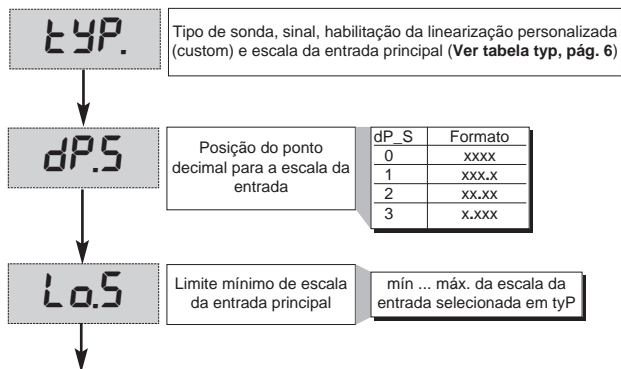 tyP.
Tipo de sonda, sinal, habilitação da linearização personalizada
(custom) e escala da entrada principal (Ver tabela typ, pág. 6)
dP.S
Posição do ponto
decimal para a escala da
entrada
dP_S Formato
0 xxxx
1 xxx.x
2 xx.xx
3 x.xxx
Lo.S
Limite mínimo de escala
da entrada principal
mín ... máx. da escala da
entrada selecionada em tyP